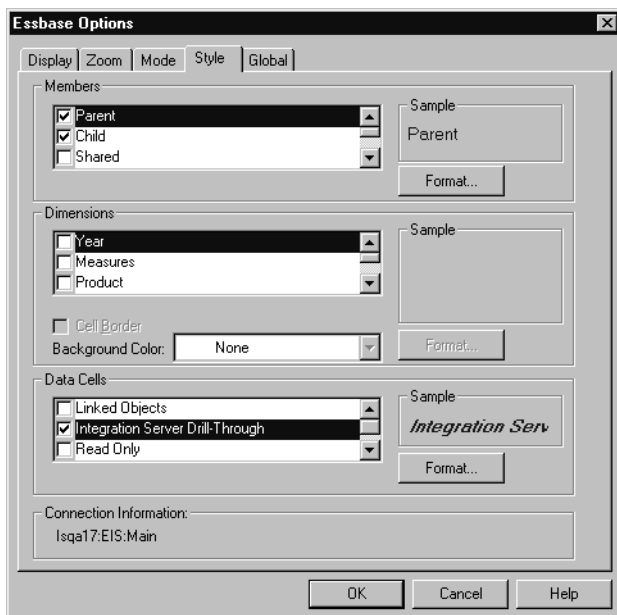 Essbase Options
Display Zoom Mode Style Global
Members
Parent
Child
Shared
Sample
Parent
Format...
Dimensions
Year
Measures
Product
Sample
Cell Border
Background Color: None
Format...
Data Cells
Linked Objects
Integration Server Drill-Through
Read Only
Sample
Integration Serv
Format...
Connection Information:
Isqa17:EIS:Main
OK Cancel Help